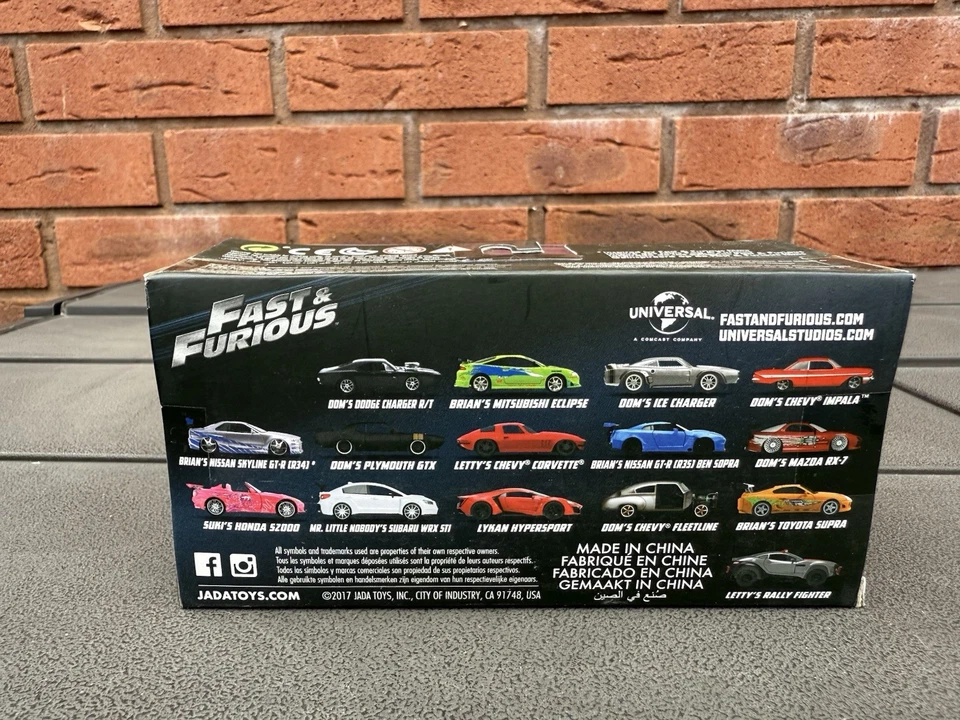 FAST &
FURIOUS
UNIVERSAL
A COMCAST COMPANY
FASTANDFURIOUS.COM
UNIVERSALSTUDIOS.COM
DOM'S DODGE CHARGER R/T
BRIAN'S MITSUBISHI ECLIPSE
DOM'S ICE CHARGER
DOM'S CHEVY® IMPALA™
BRIAN'S NISSAN SKYLINE GT-R (R34) *
DOM'S PLYMOUTH GTX
LETTY'S CHEVY® CORVETTE®
BRIAN'S NISSAN GT-R (R35) BEN SOPRA
DOM'S MAZDA RX-7
SUKI'S HONDA S2000
MR. LITTLE NOBODY'S SUBARU WRX STI
LYKAN HYPERSPORT
DOM'S CHEVY® FLEETLINE
BRIAN'S TOYOTA SUPRA
All symbols and trademarks used are properties of their own respective owners.
Tous les symboles et marques déposées utilisés sont la propriété de leurs auteurs respectifs.
Todos los símbolos y marcas comerciales son propiedad de sus propietarios respectivos.
Alle gebruikte symbolen en handelsmerken zijn eigendom van hun respectievelijke eigenaars.
JADATOYS.COM
©2017 JADA TOYS, INC., CITY OF INDUSTRY, CA 91748, USA
MADE IN CHINA
FABRIQUÉ EN CHINE
FABRICADO EN CHINA
GEMAAKT IN CHINA
صنع في الصين
LETTY'S RALLY FIGHTER